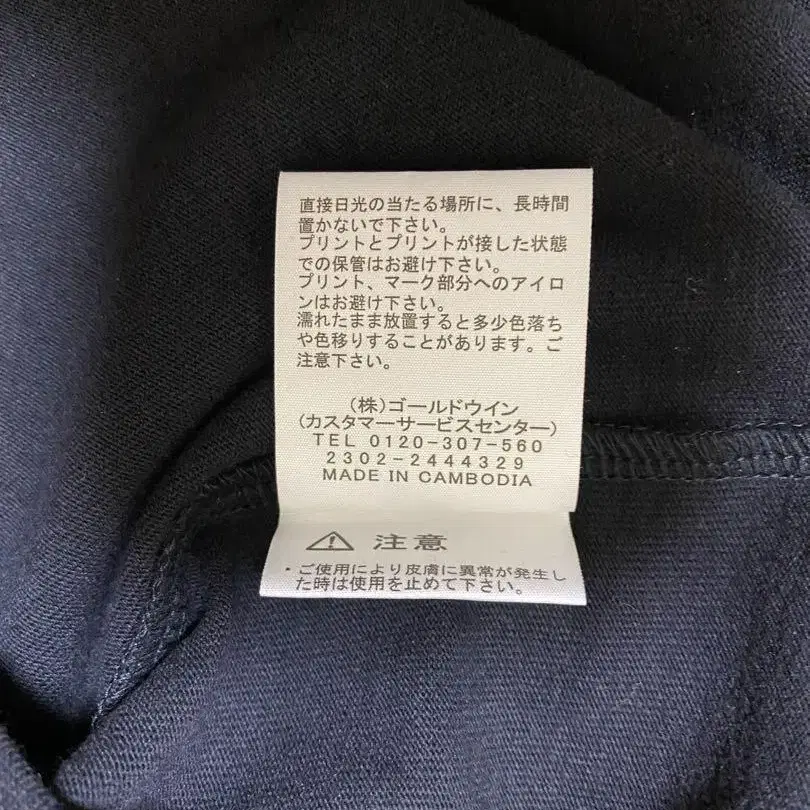 直接日光の当たる場所に、長時間
置かないで下さい。
プリントとプリントが接した状態
での保管はお避け下さい。
プリント、マーク部分へのアイロ
ンはお避け下さい。
濡れたまま放置すると多少色落ち
や色移りすることがあります。ご
注意下さい。
(株)ゴールドウイン
(カスタマーサービスセンター)
TEL 0120-307-560
2302-2444329
MADE IN CAMBODIA
⚠ 注意
・ご使用により皮膚に異常が発生し
た時は使用を止めて下さい。